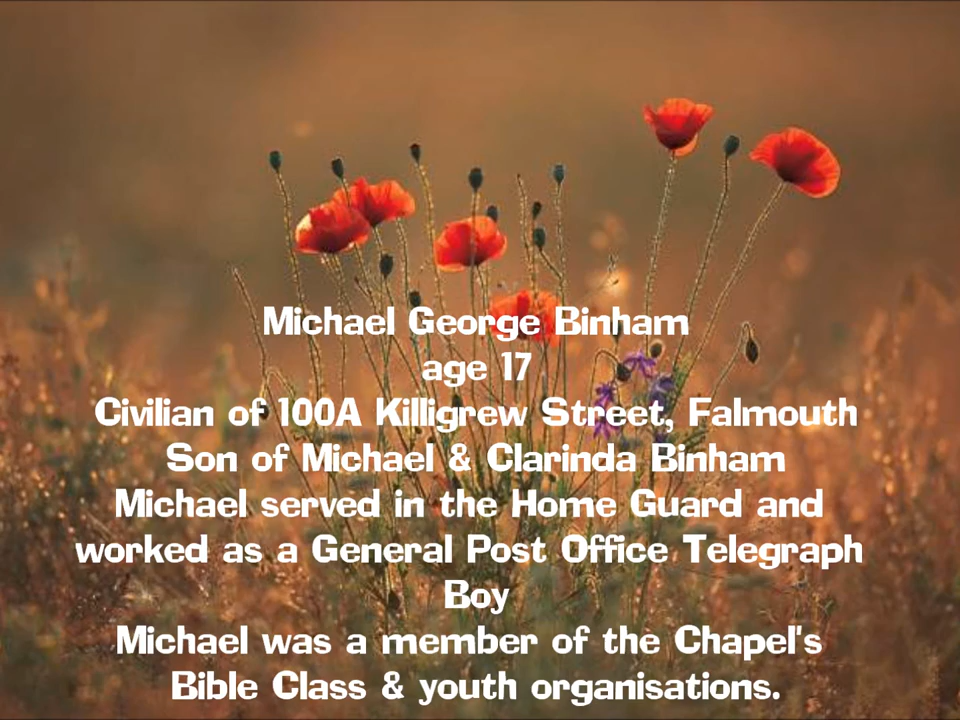 Michael George Binham
age 17
Civilian of 100A Killigrew Street, Falmouth
Son of Michael & Clarinda Binham
Michael served in the Home Guard and
worked as a General Post Office Telegraph
Boy
Michael was a member of the Chapel's
Bible Class & youth organisations.